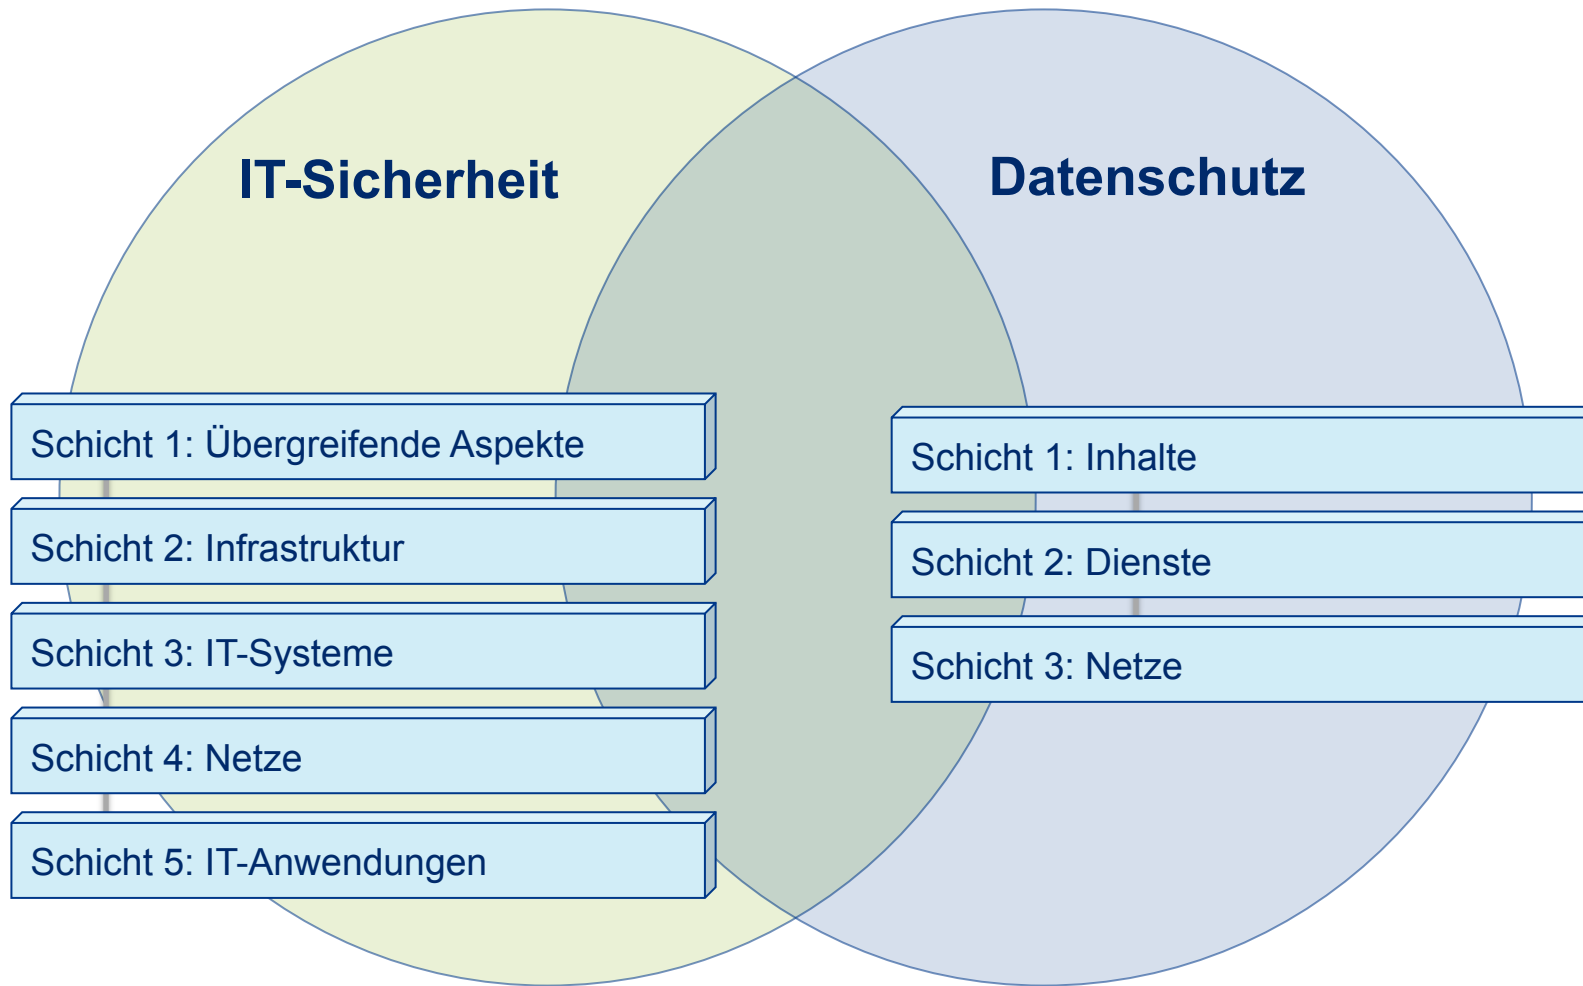 IT-Sicherheit
Schicht 1: Übergreifende Aspekte
Schicht 2: Infrastruktur
Schicht 3: IT-Systeme
Schicht 4: Netze
Schicht 5: IT-Anwendungen
Datenschutz
Schicht 1: Inhalte
Schicht 2: Dienste
Schicht 3: Netze